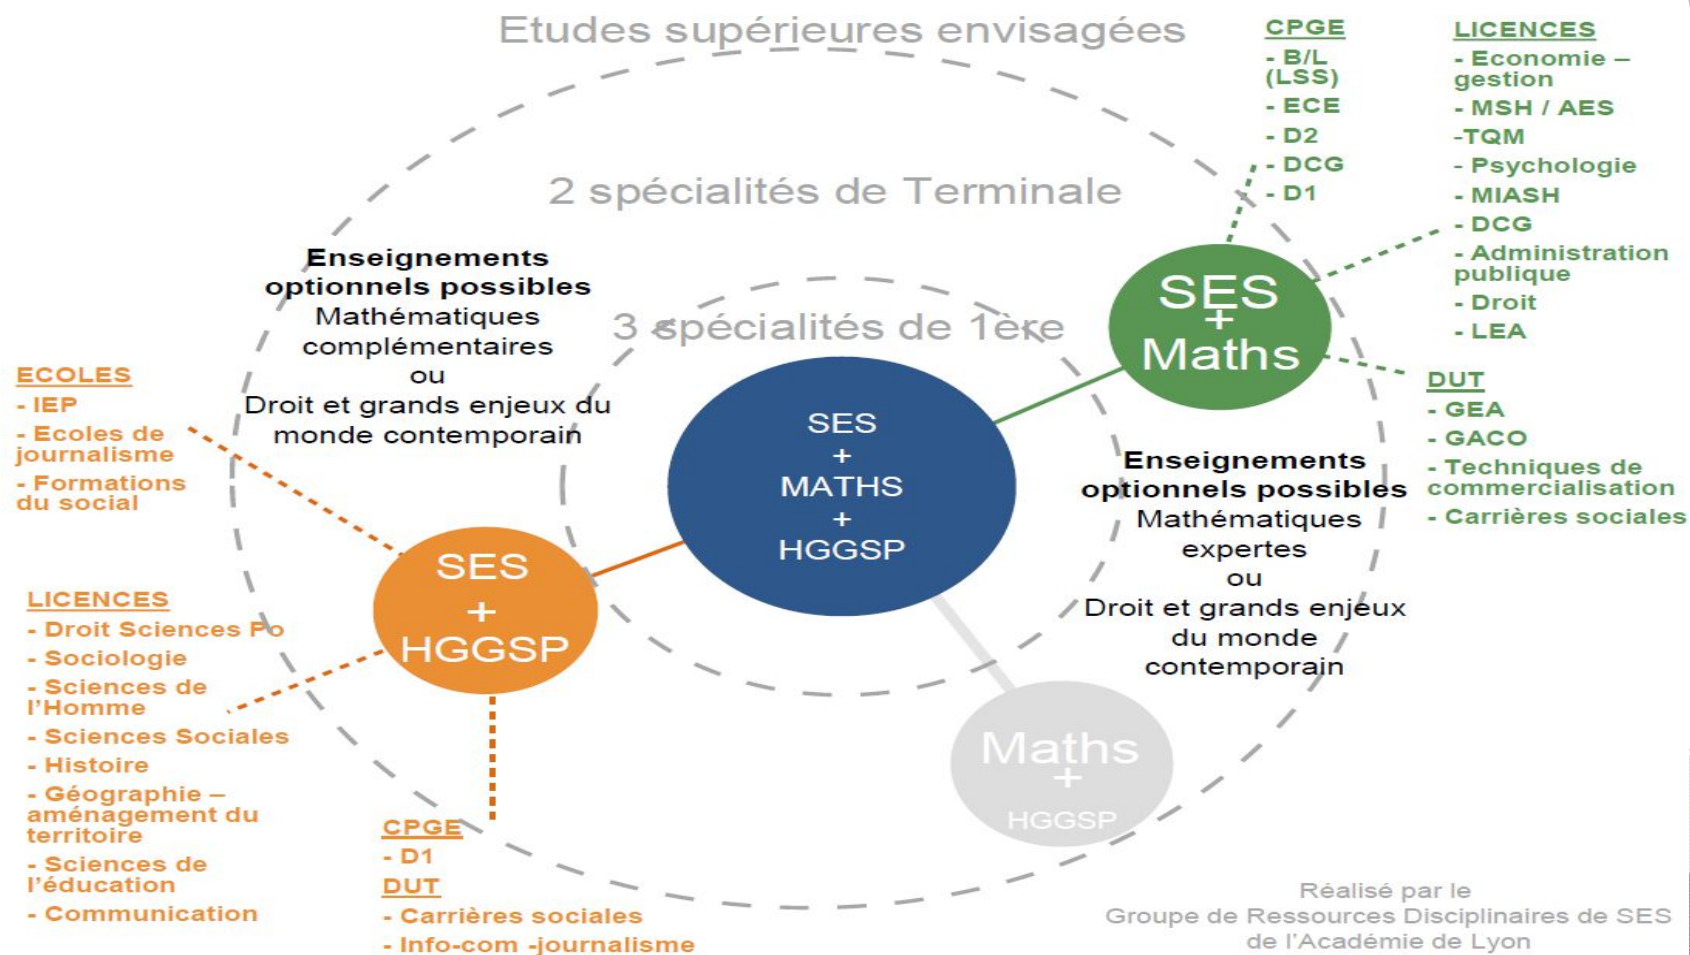 Etudes supérieures envisagées
2 spécialités de Terminale
3 spécialités de 1ère
SES
+
MATHS
+
HGGSP
Enseignements
optionnels possibles
Mathématiques
complémentaires
ou
Droit et grands enjeux du
monde contemporain
SES
+
HGGSP
ECOLES
- IEP
- Ecoles de
journalisme
- Formations
du social
LICENCES
- Droit Sciences Po
- Sociologie
- Sciences de
l'Homme
- Sciences Sociales
- Histoire
- Géographie –
aménagement du
territoire
- Sciences de
l'éducation
- Communication
CPGE
- D1
DUT
- Carrières sociales
- Info-com -journalisme
SES
+
Maths
CPGE
- B/L
(LSS)
- ECE
- D2
- DCG
- D1
LICENCES
- Economie –
gestion
- MSH / AES
-TQM
- Psychologie
- MIASH
- DCG
- Administration
publique
- Droit
- LEA
DUT
- GEA
- GACO
- Techniques de
commercialisation
- Carrières sociales
Enseignements
optionnels possibles
Mathématiques
expertes
ou
Droit et grands enjeux
du monde
contemporain
Maths
+
HGGSP
Réalisé par le
Groupe de Ressources Disciplinaires de SES
de l'Académie de Lyon